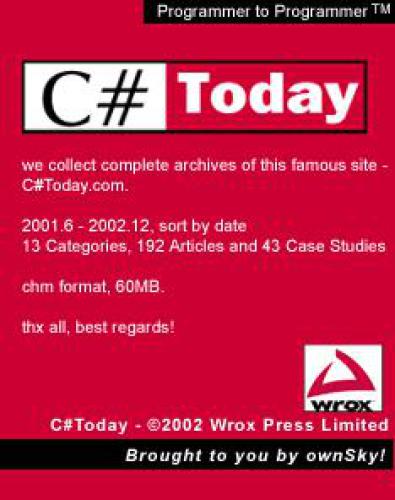 Programmer to Programmer™
C# Today
we collect complete archives of this famous site -
C#Today.com.
2001.6 - 2002.12, sort by date
13 Categories, 192 Articles and 43 Case Studies
chm format, 60MB.
thx all, best regards!
wrox
C#Today - ©2002 Wrox Press Limited
Brought to you by ownSky!